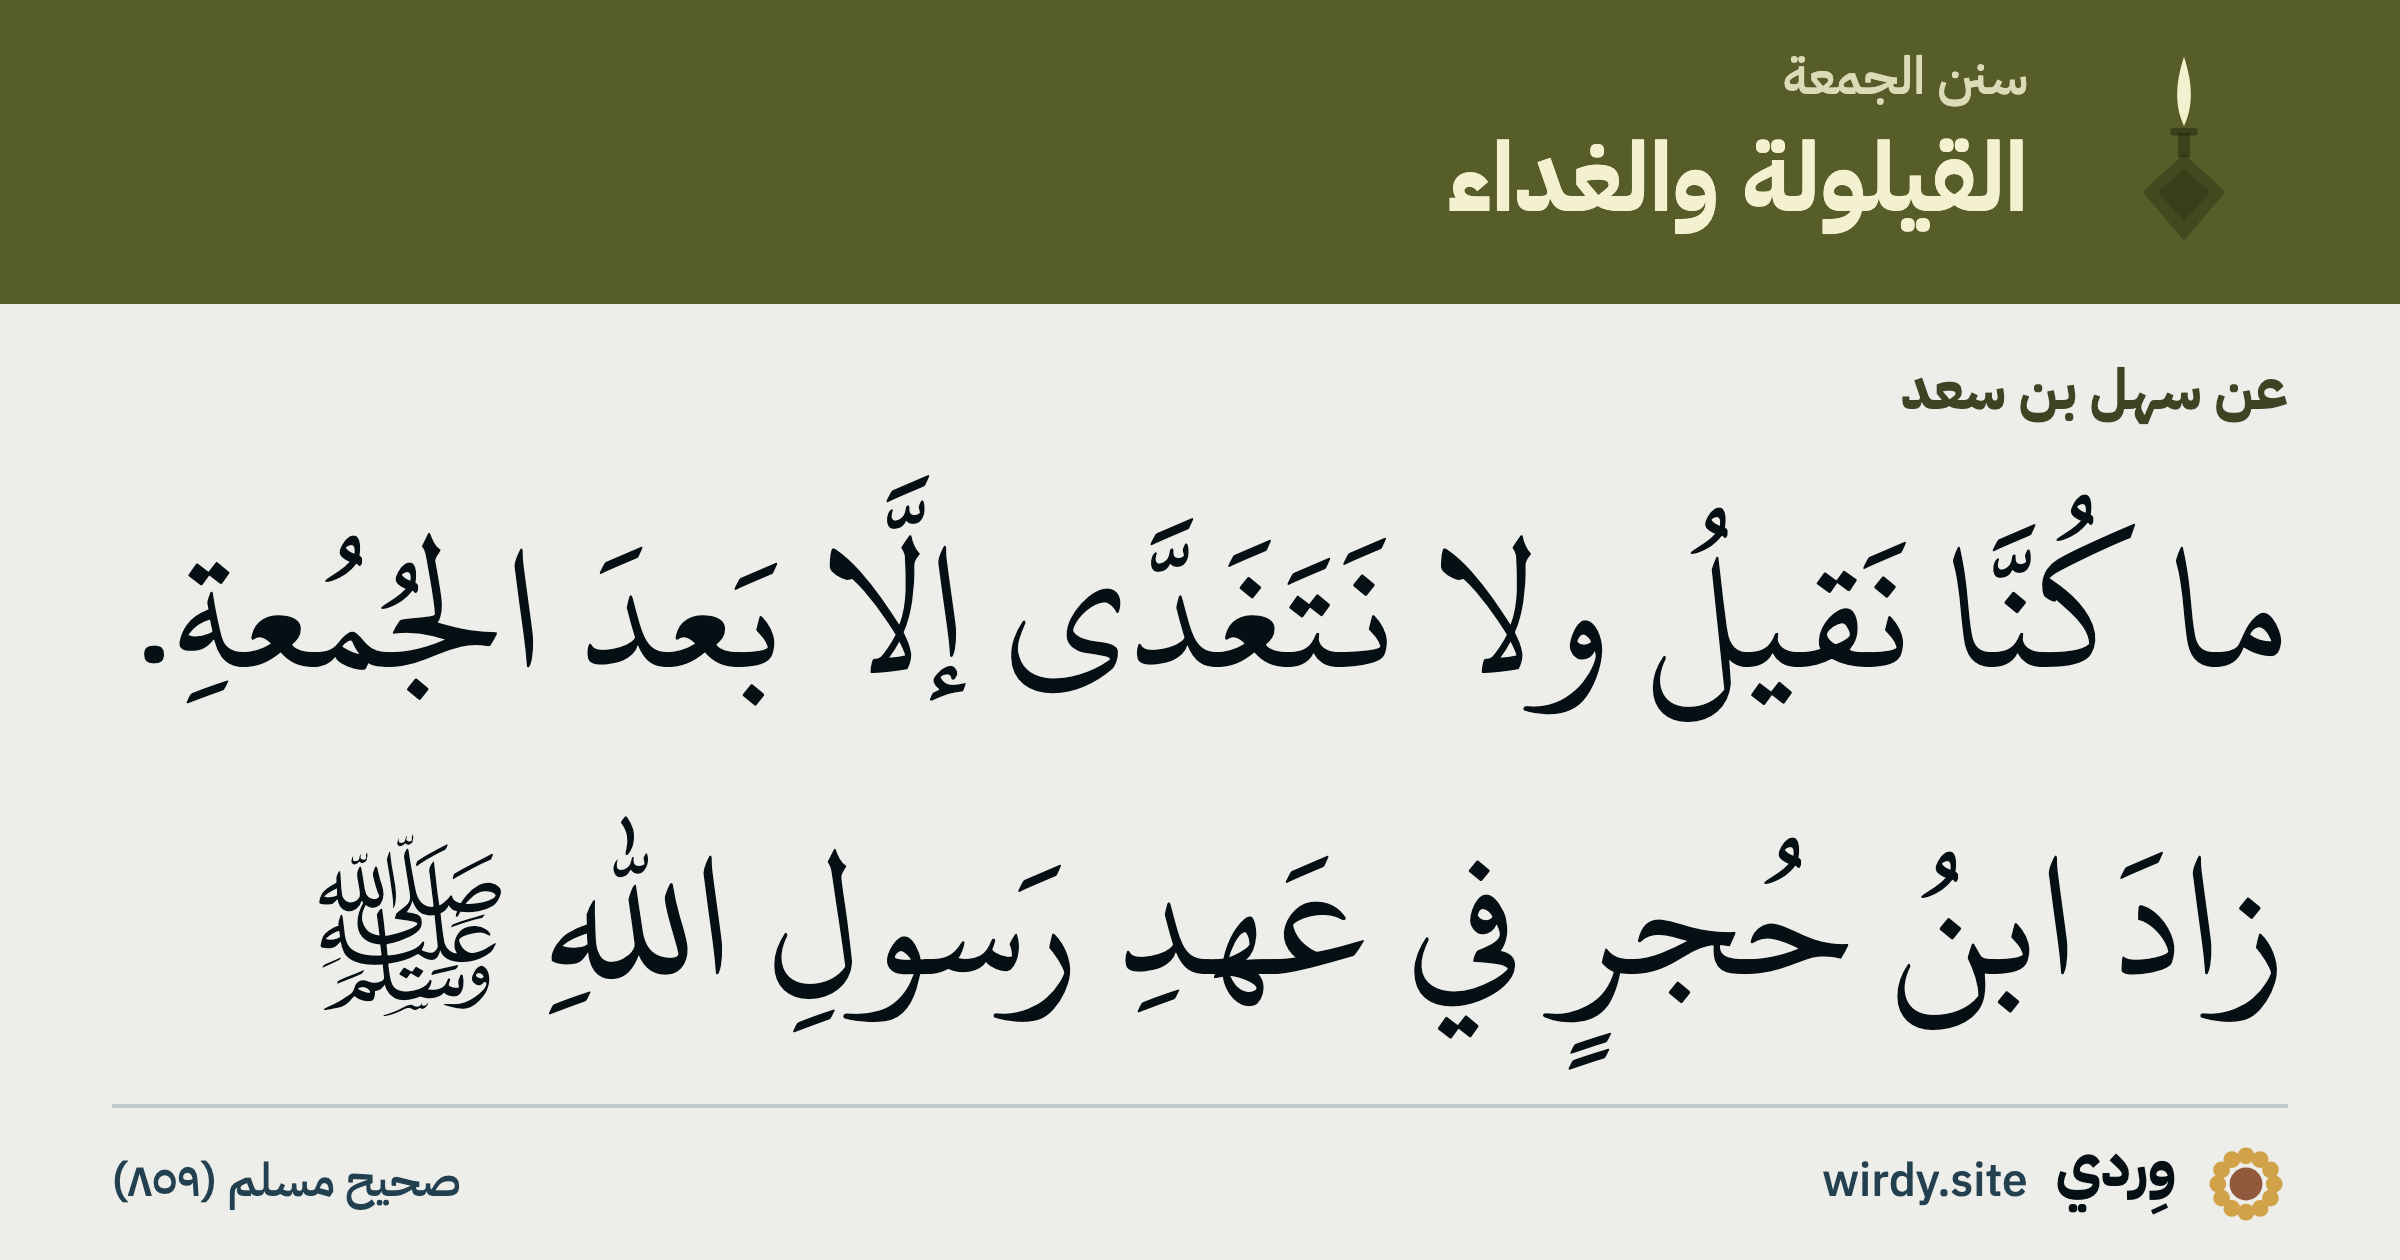 سنن الجمعة
القيلولة والغداء
عن سهل بن سعد
ما كُنَّا نَقيلُ ولا نَتَغَدَّى إلَّا بَعدَ الجُمُعةِ.
زادَ ابنُ حُجرٍ في عَهدِ رَسولِ اللهِ ﷺ
وِردي wirdy.site
صحيح مسلم (٨٥٩)